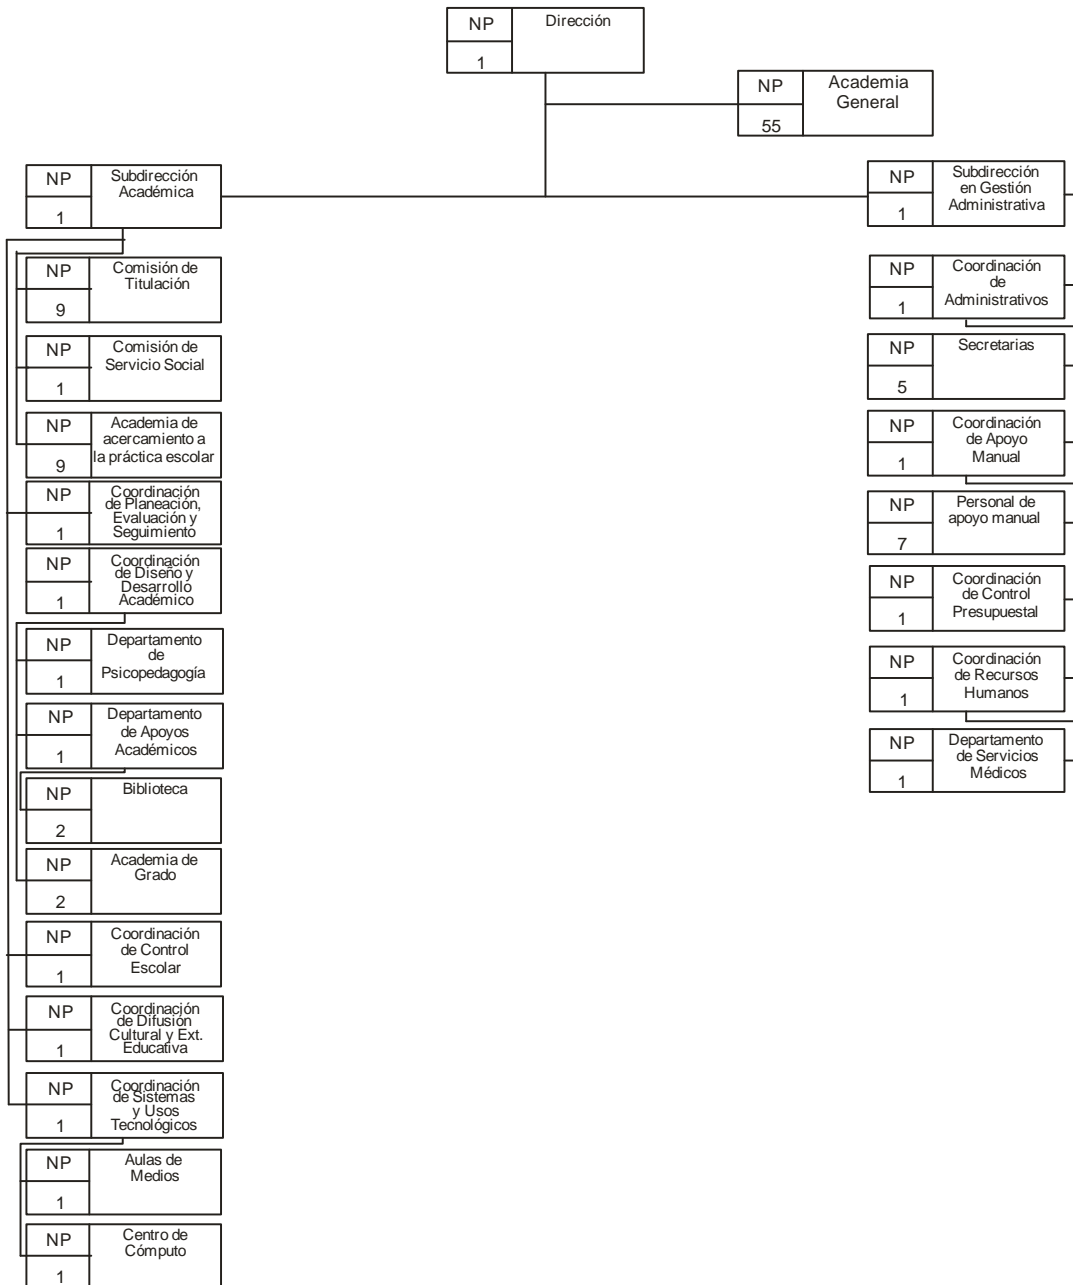 NP
Dirección
1
NP
Academia
General
55
NP
Subdirección
Académica
1
NP
Comisión de
Titulación
9
NP
Comisión de
Servicio Social
1
NP
Academia de
acercamiento a
la práctica escolar
9
NP
Coordinación
de Planeación,
Evaluación y
Seguimiento
1
NP
Coordinación
de Diseño y
Desarrollo
Académico
1
NP
Departamento
de
Psicopedagogía
1
NP
Departamento
de Apoyos
Académicos
1
NP
Biblioteca
2
NP
Academia de
Grado
2
NP
Coordinación
de Control
Escolar
1
NP
Coordinación
de Difusión
Cultural y Ext.
Educativa
1
NP
Coordinación
de Sistemas
y Usos
Tecnológicos
1
NP
Aulas de
Medios
1
NP
Centro de
Cómputo
1
NP
Subdirección
en Gestión
Administrativa
1
NP
Coordinación
de
Administrativos
1
NP
Secretarias
5
NP
Coordinación
de Apoyo
Manual
1
NP
Personal de
apoyo manual
7
NP
Coordinación
de Control
Presupuestal
1
NP
Coordinación
de Recursos
Humanos
1
NP
Departamento
de Servicios
Médicos
1